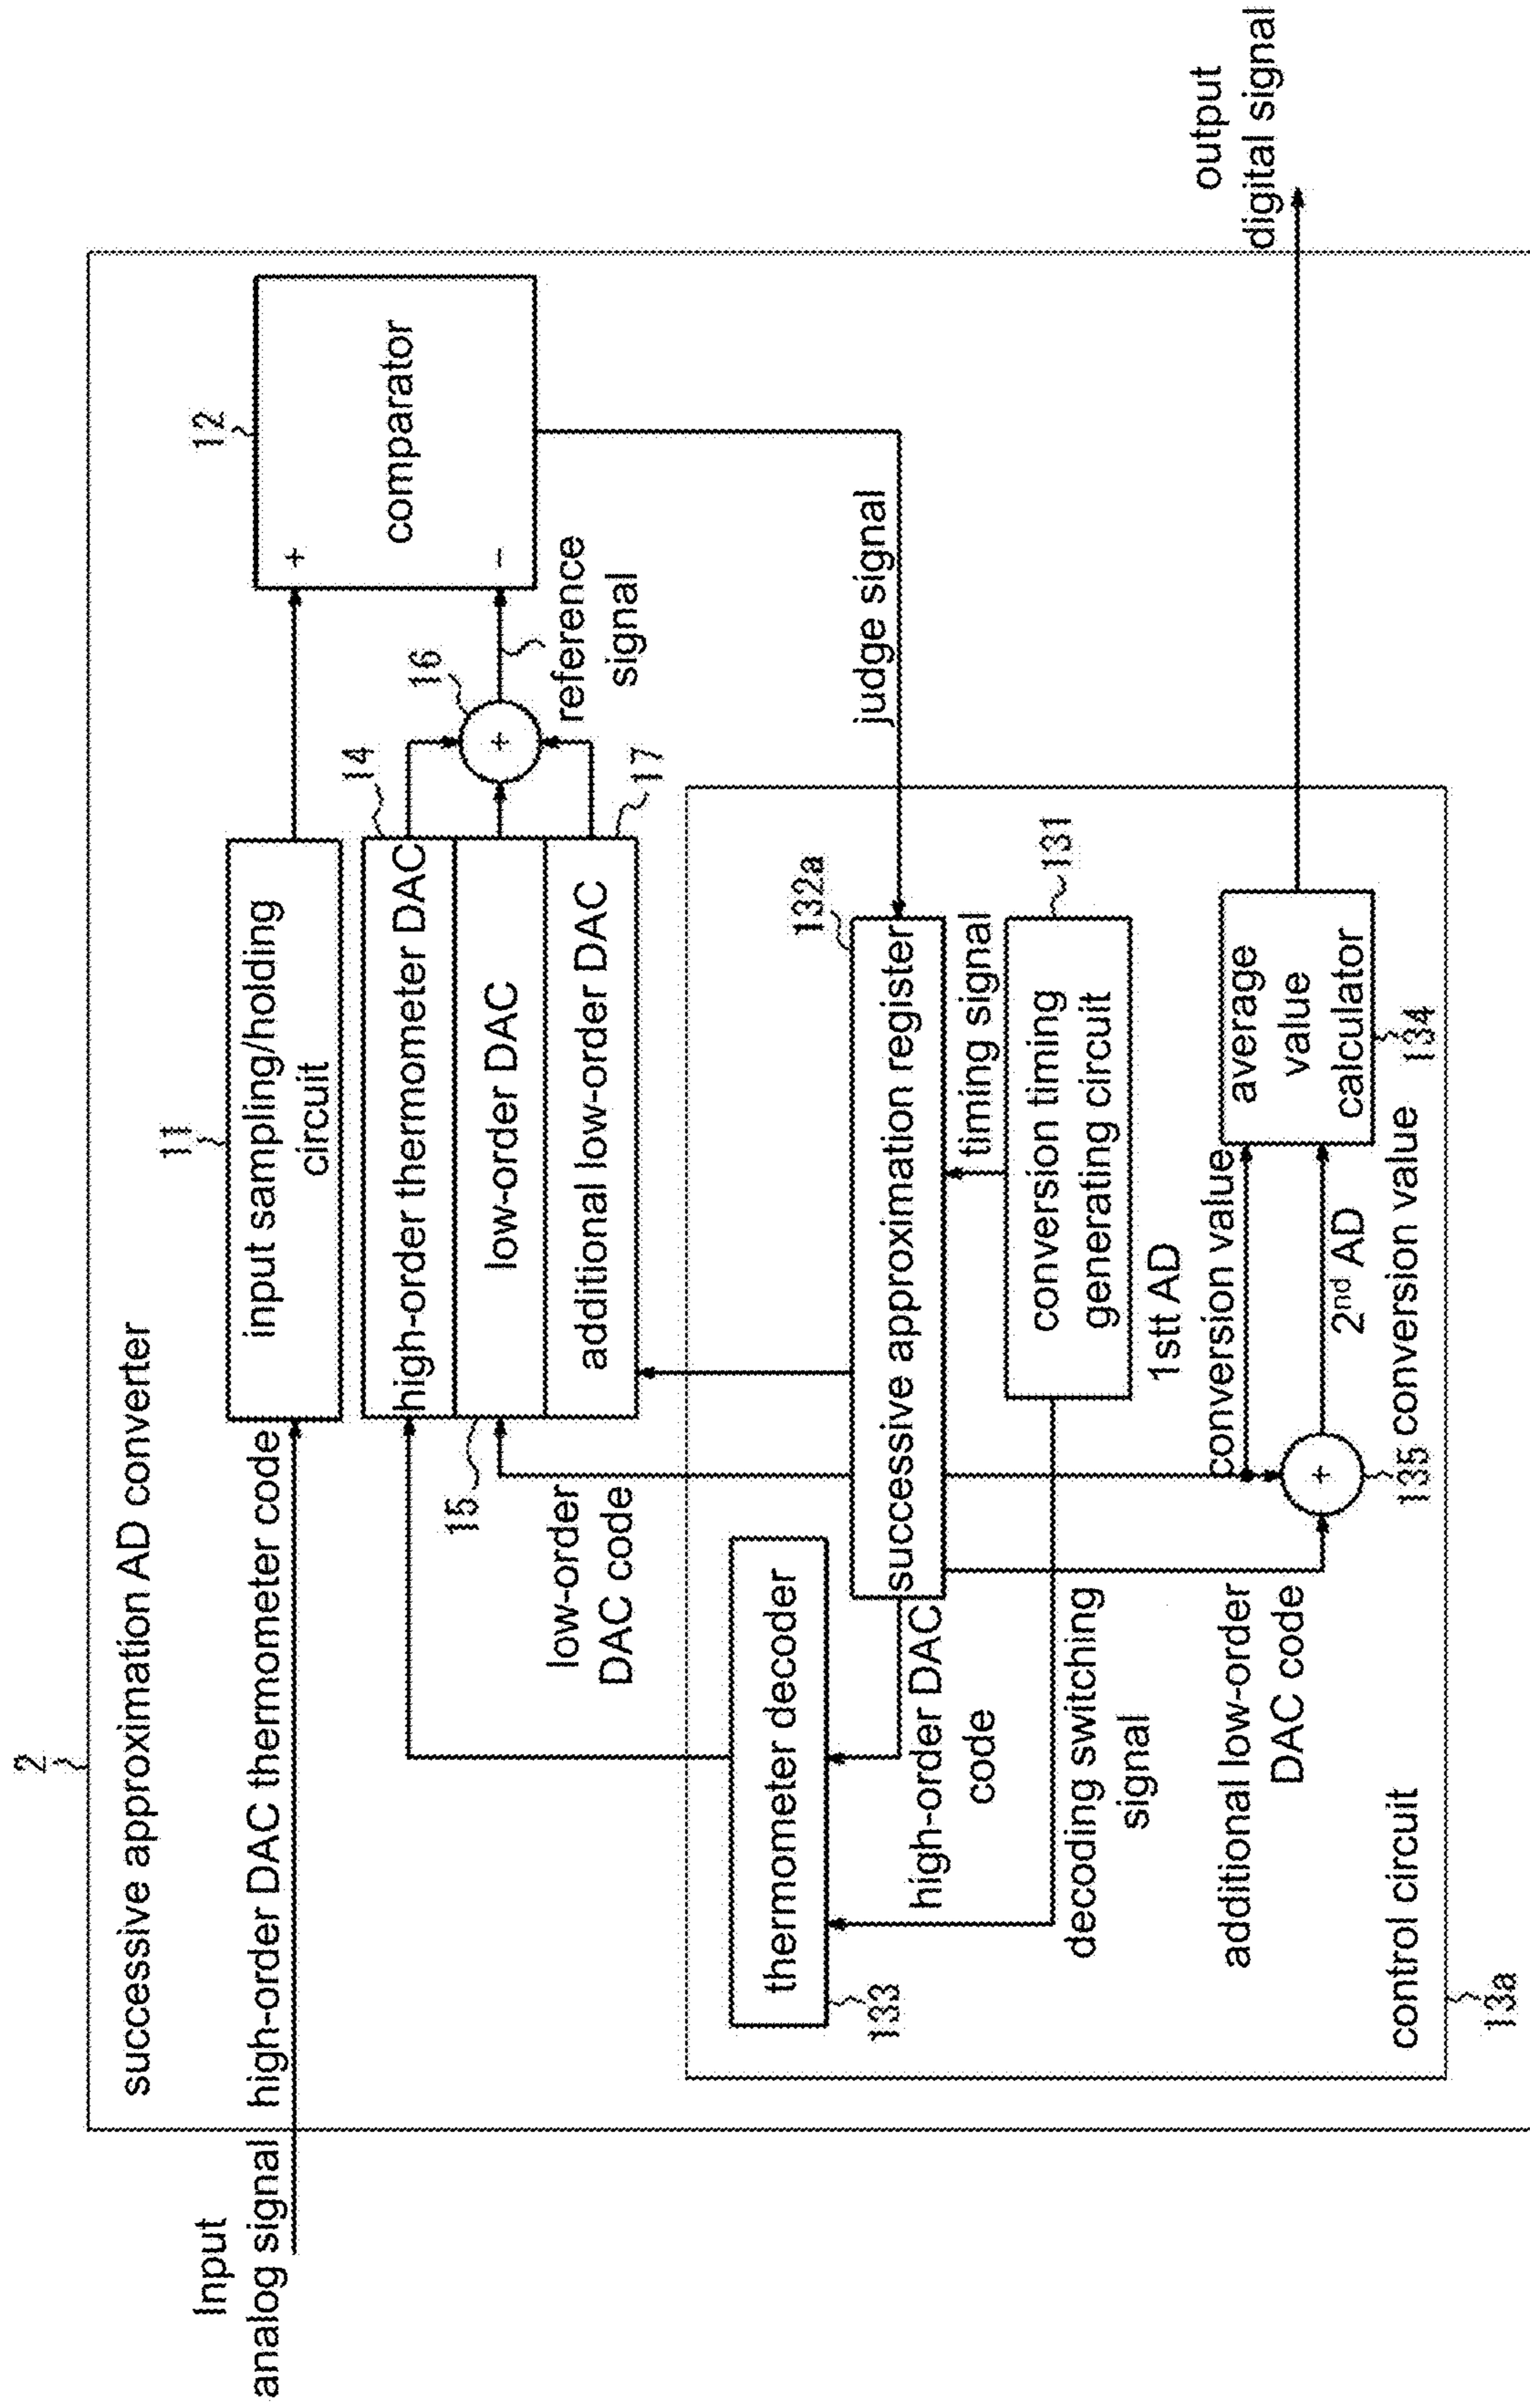 2
successive approximation AD converter
Input
analog signal
high-order DAC thermometer code
11
input sampling/holding
circuit
12
+
comparator
−
14
high-order thermometer DAC
low-order DAC
additional low-order DAC
15
16
+
17
reference
signal
low-order
DAC code
judge signal
133
thermometer decoder
132a
successive approximation register
high-order DAC
code
timing signal
131
conversion timing
generating circuit
decoding switching
signal
1stt AD
conversion value
additional low-order
DAC code
+
135
2nd AD
conversion value
average
value
calculator
134
output
digital signal
control circuit
13a